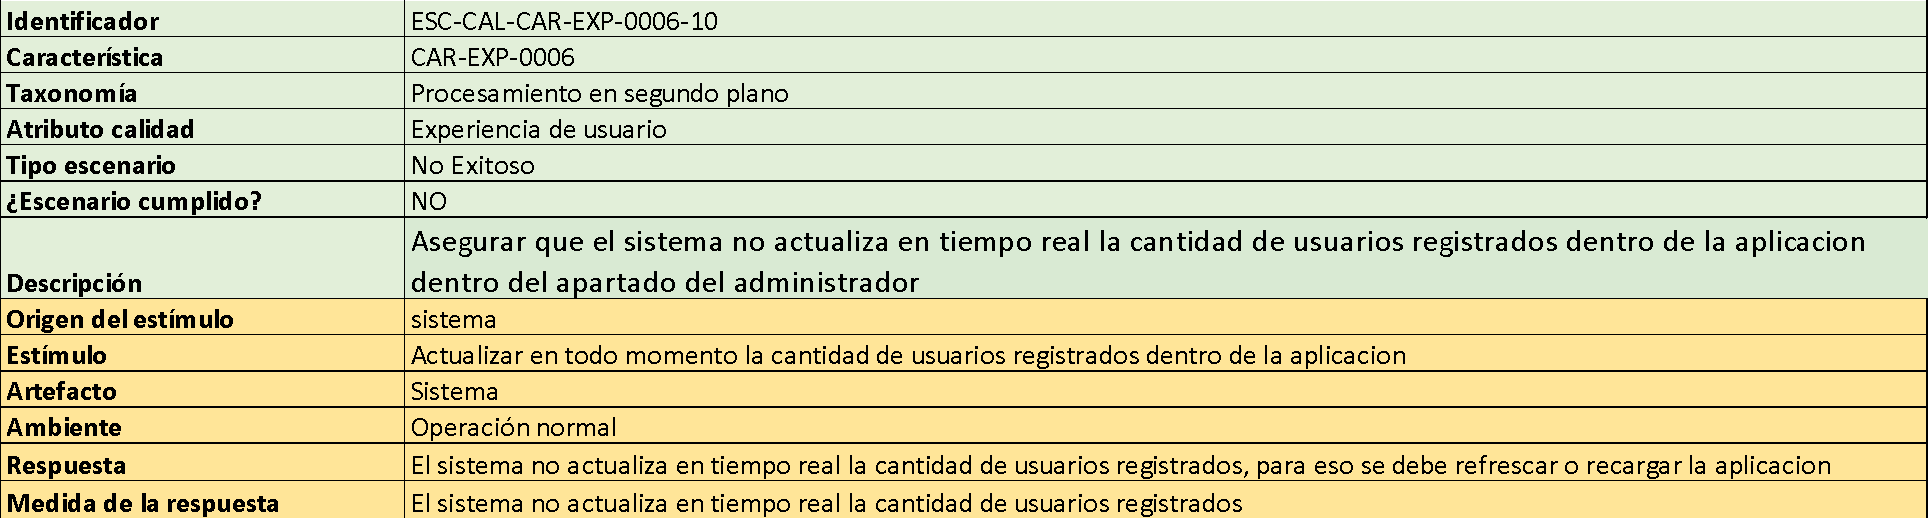 Identificador ESC-CAL-CAR-EXP-0006-10
Característica CAR-EXP-0006
Taxonomía Procesamiento en segundo plano
Atributo calidad Experiencia de usuario
Tipo escenario No Exitoso
¿Escenario cumplido? NO
Asegurar que el sistema no actualiza en tiempo real la cantidad de usuarios registrados dentro de la aplicacion
Descripción dentro del apartado del administrador
Origen del estímulo sistema
Estímulo Actualizar en todo momento la cantidad de usuarios registrados dentro de la aplicacion
Artefacto Sistema
Ambiente Operación normal
Respuesta El sistema no actualiza en tiempo real la cantidad de usuarios registrados, para eso se debe refrescar o recargar la aplicacion
Medida de la respuesta El sistema no actualiza en tiempo real la cantidad de usuarios registrados